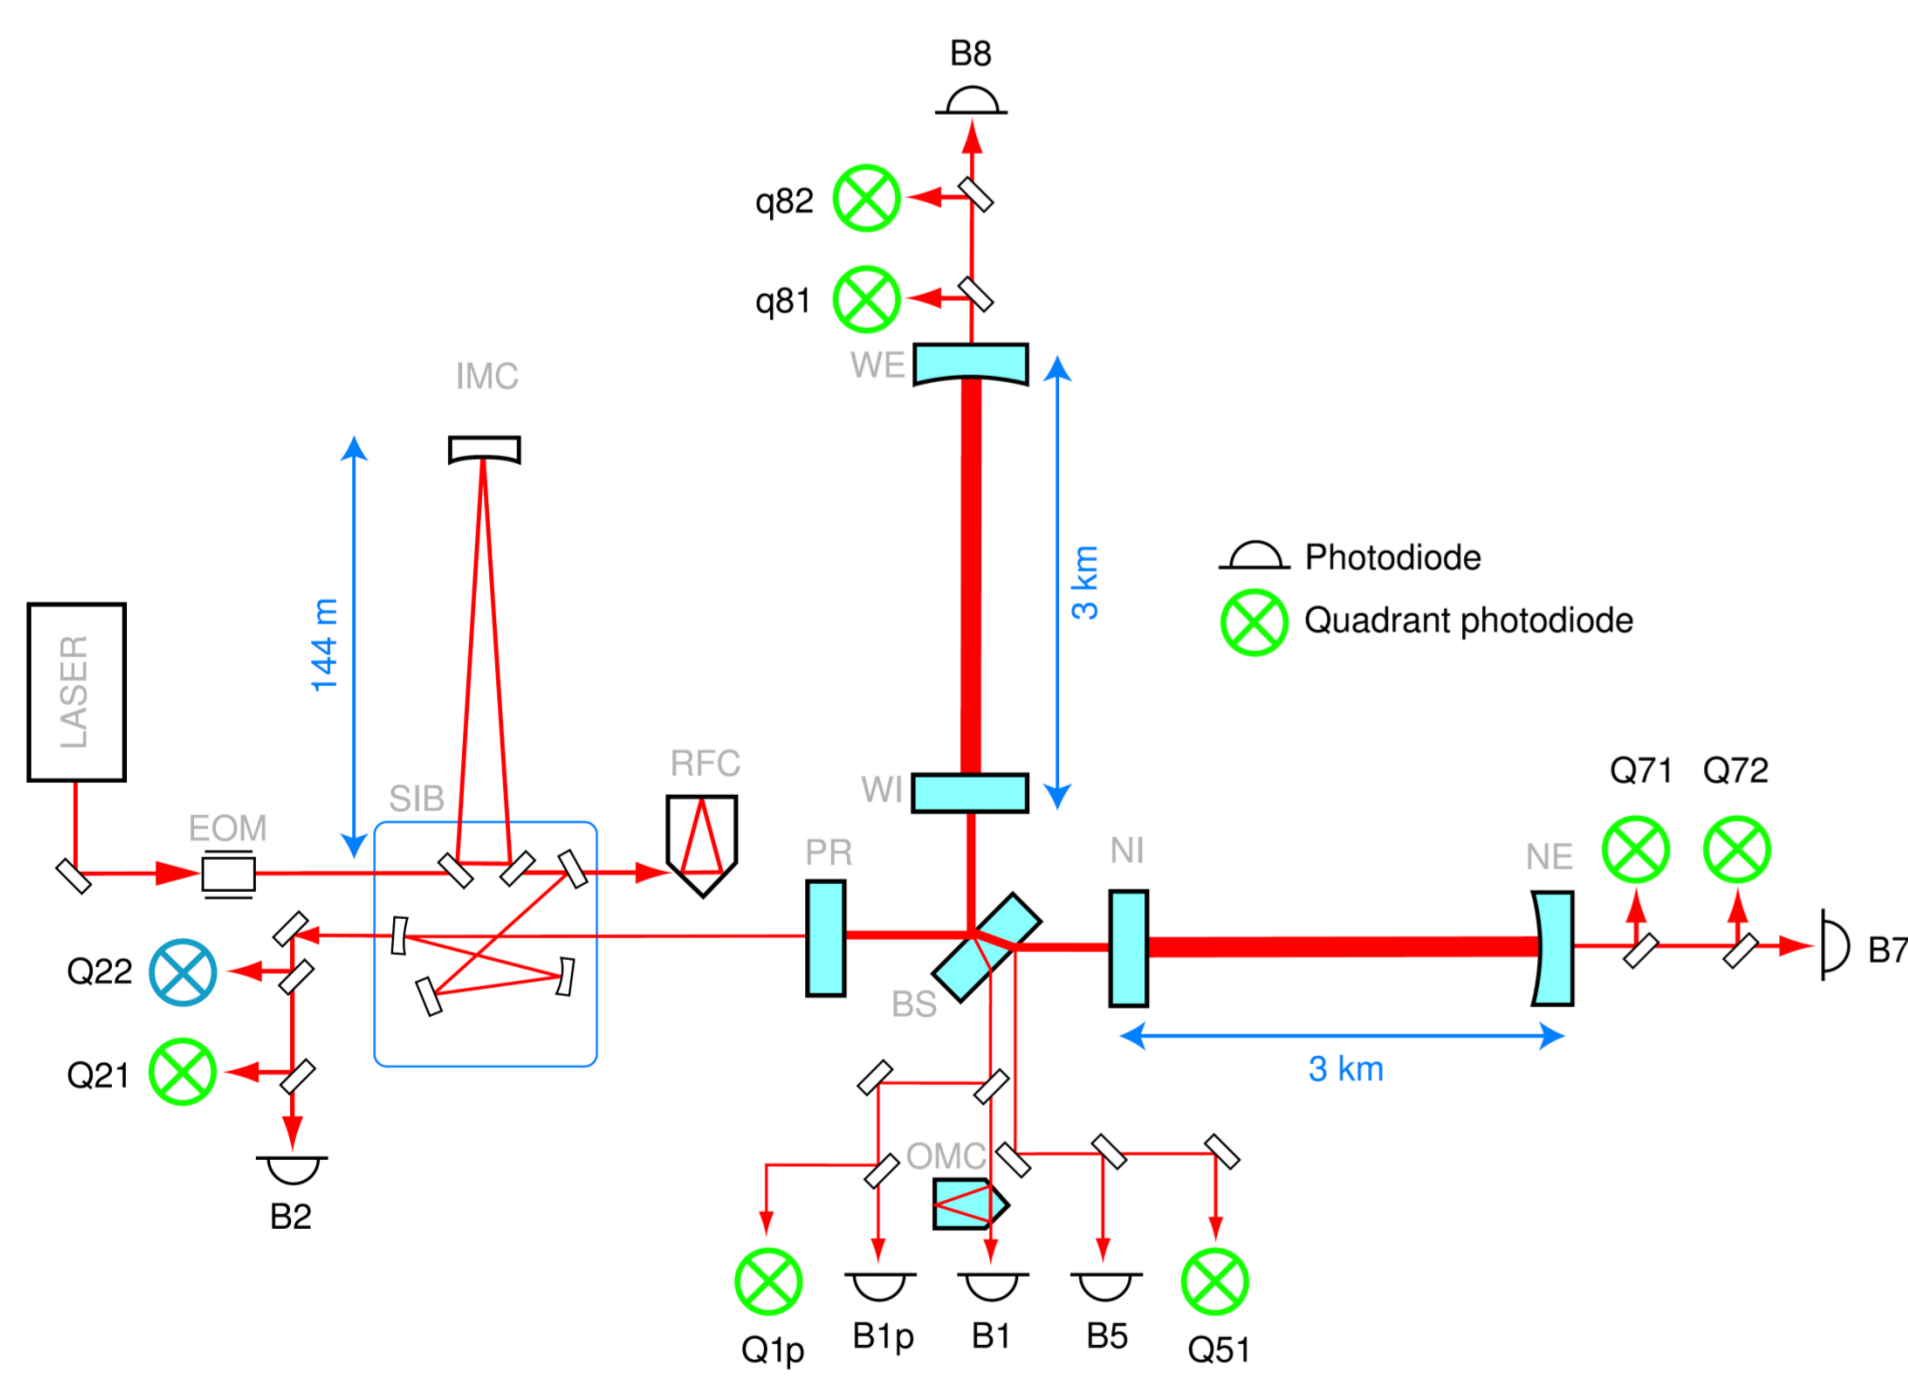 B8
q82
q81
WE
IMC
3 km
Photodiode
Quadrant photodiode
144 m
LASER
RFC
WI
SIB
EOM
PR
NI
NE
Q71
Q72
B7
Q22
BS
3 km
Q21
OMC
B2
Q1p
B1p
B1
B5
Q51